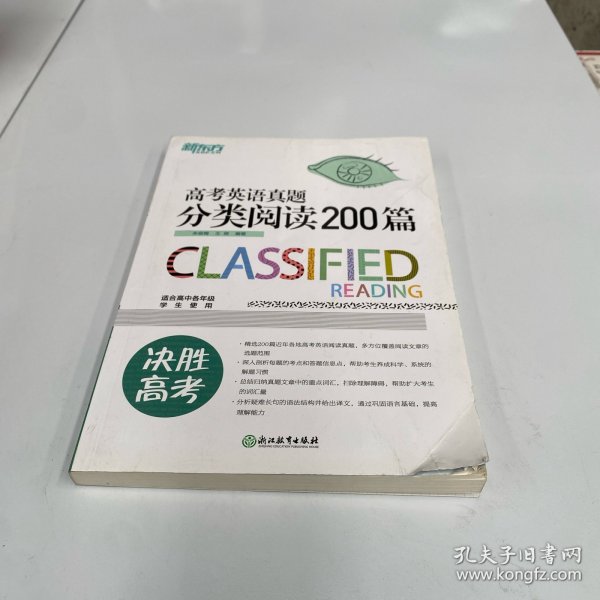 新东方
高考英语真题
分类阅读200篇
CLASSIFIED
READING
适合高中各年级
学生使用
决胜
高考
·精选200篇近年各地高考英语阅读真题，多方位覆盖阅读文章的
选题范围
·深入剖析每题的考点和答题信息点，帮助考生养成科学、系统的
解题习惯
·总结归纳真题文章中的重点词汇，扫除理解障碍，帮助扩大考生
的词汇量
·分析疑难长句的语法结构并给出译文，通过巩固语言基础，提高
理解能力
浙江教育出版社
孔夫子旧书网
www.kongfz.com